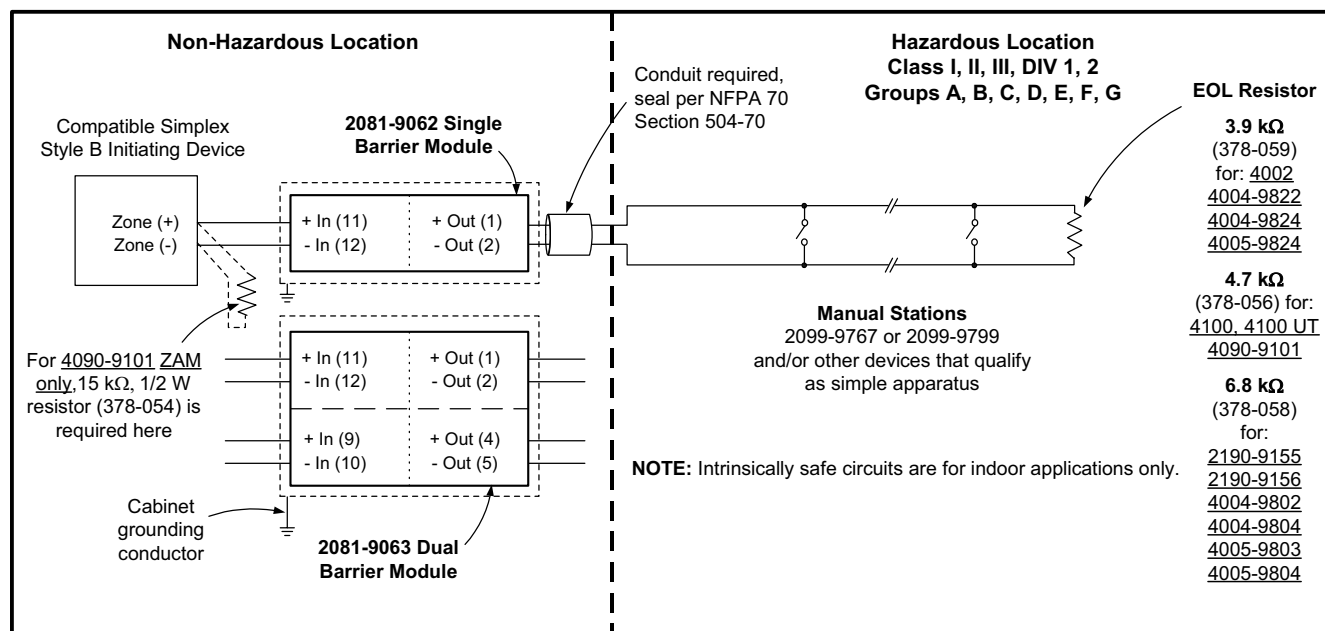 Non-Hazardous Location
Compatible Simplex
Style B Initiating Device
Zone (+)
Zone (-)
2081-9062 Single
Barrier Module
+ In (11)
- In (12)
+ Out (1)
- Out (2)
Conduit required,
seal per NFPA 70
Section 504-70
For 4090-9101 ZAM
only,15 kΩ, 1/2 W
resistor (378-054) is
required here
+ In (11)
- In (12)
+ Out (1)
- Out (2)
+ In (9)
- In (10)
+ Out (4)
- Out (5)
Cabinet
grounding
conductor
2081-9063 Dual
Barrier Module
Hazardous Location
Class I, II, III, DIV 1, 2
Groups A, B, C, D, E, F, G
Manual Stations
2099-9767 or 2099-9799
and/or other devices that qualify
as simple apparatus
NOTE: Intrinsically safe circuits are for indoor applications only.
EOL Resistor
3.9 kΩ
(378-059)
for: 4002
4004-9822
4004-9824
4005-9824
4.7 kΩ
(378-056) for:
4100, 4100 UT
4090-9101
6.8 kΩ
(378-058)
for:
2190-9155
2190-9156
4004-9802
4004-9804
4005-9803
4005-9804